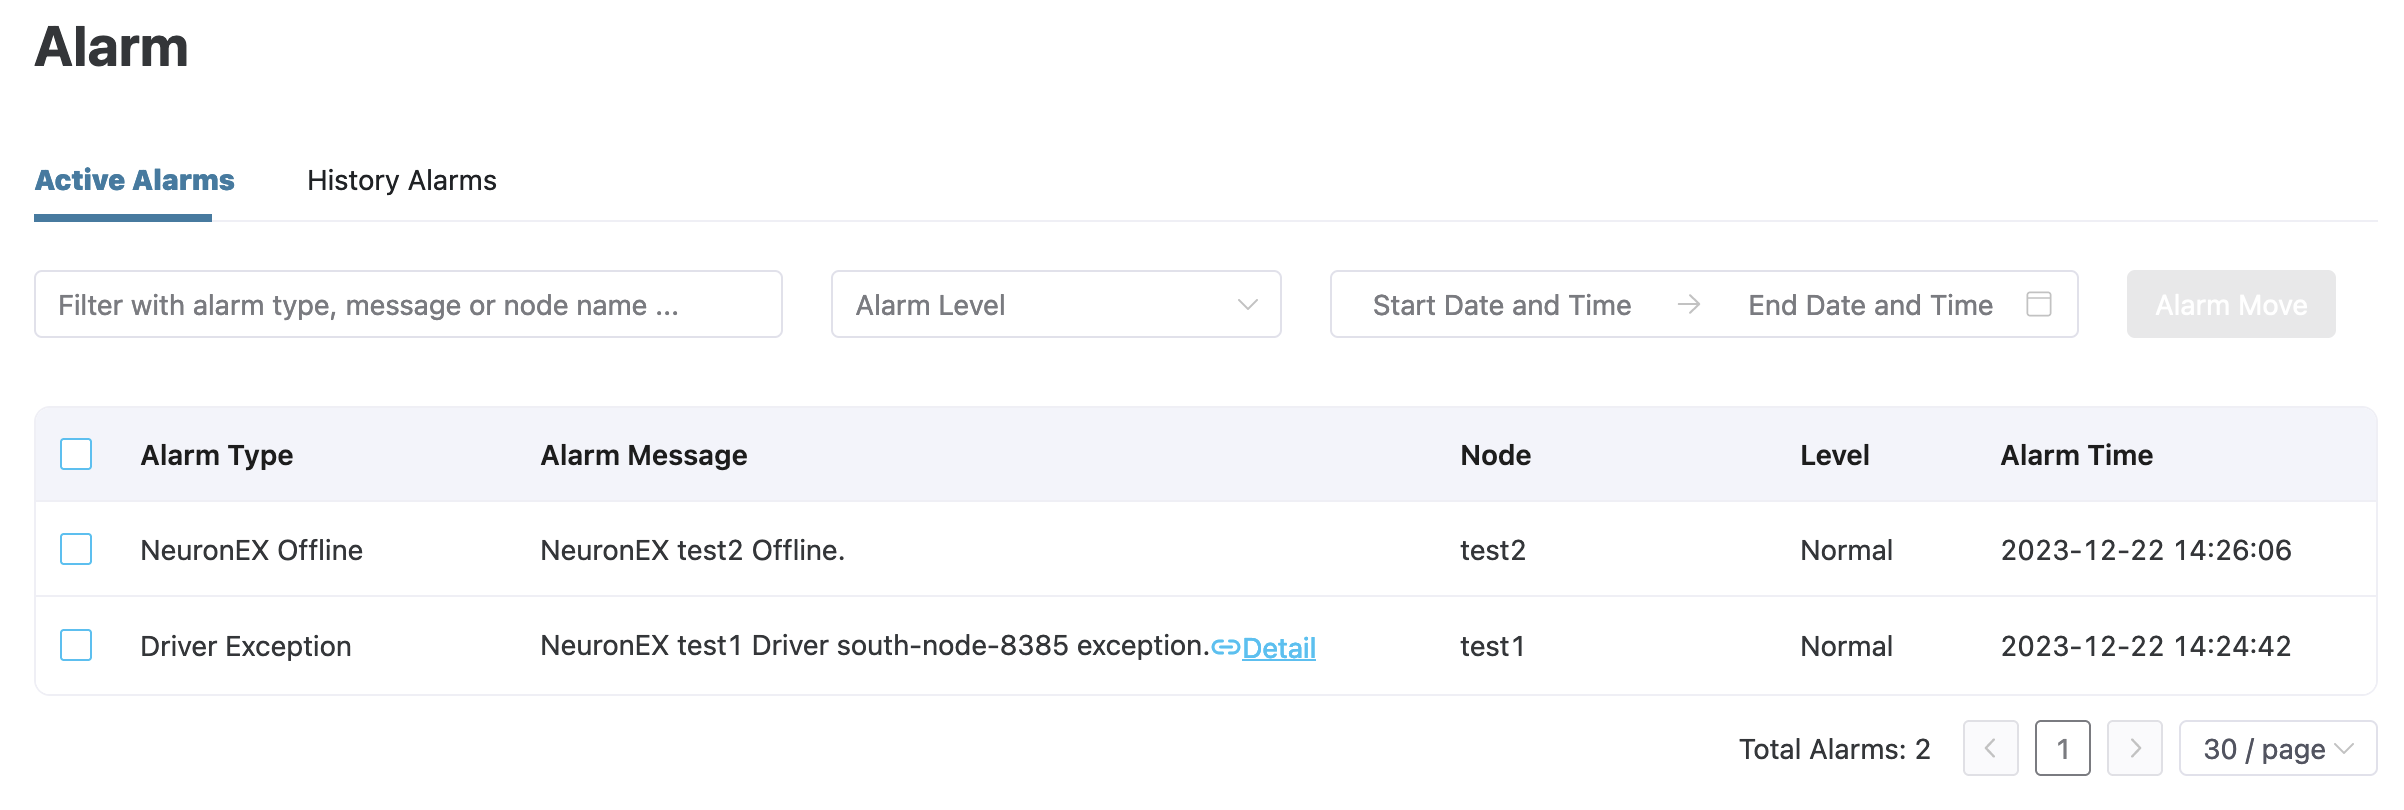 Alarm
Active Alarms History Alarms
Filter with alarm type, message or node name ... Alarm Level Start Date and Time End Date and Time Alarm Move
Alarm Type Alarm Message Node Level Alarm Time
NeuronEX Offline NeuronEX test2 Offline. test2 Normal 2023-12-22 14:26:06
Driver Exception NeuronEX test1 Driver south-node-8385 exception. Detail test1 Normal 2023-12-22 14:24:42
Total Alarms: 2 1 30 / page